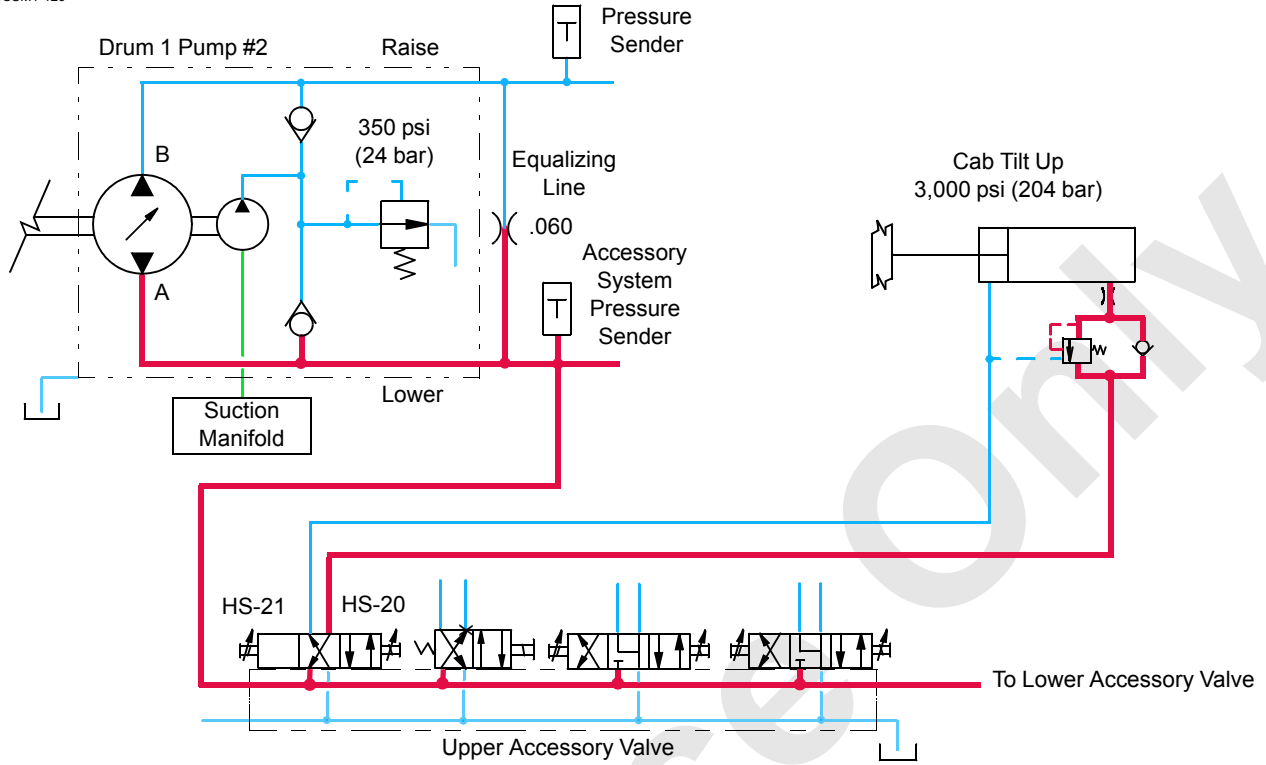 Pressure
Sender
Drum 1 Pump #2
Raise
350 psi
(24 bar)
B
Equalizing
Line
.060
Cab Tilt Up
3,000 psi (204 bar)
A
Accessory
System
Pressure
Sender
Lower
Suction
Manifold
HS-21
HS-20
To Lower Accessory Valve
Upper Accessory Valve
Only